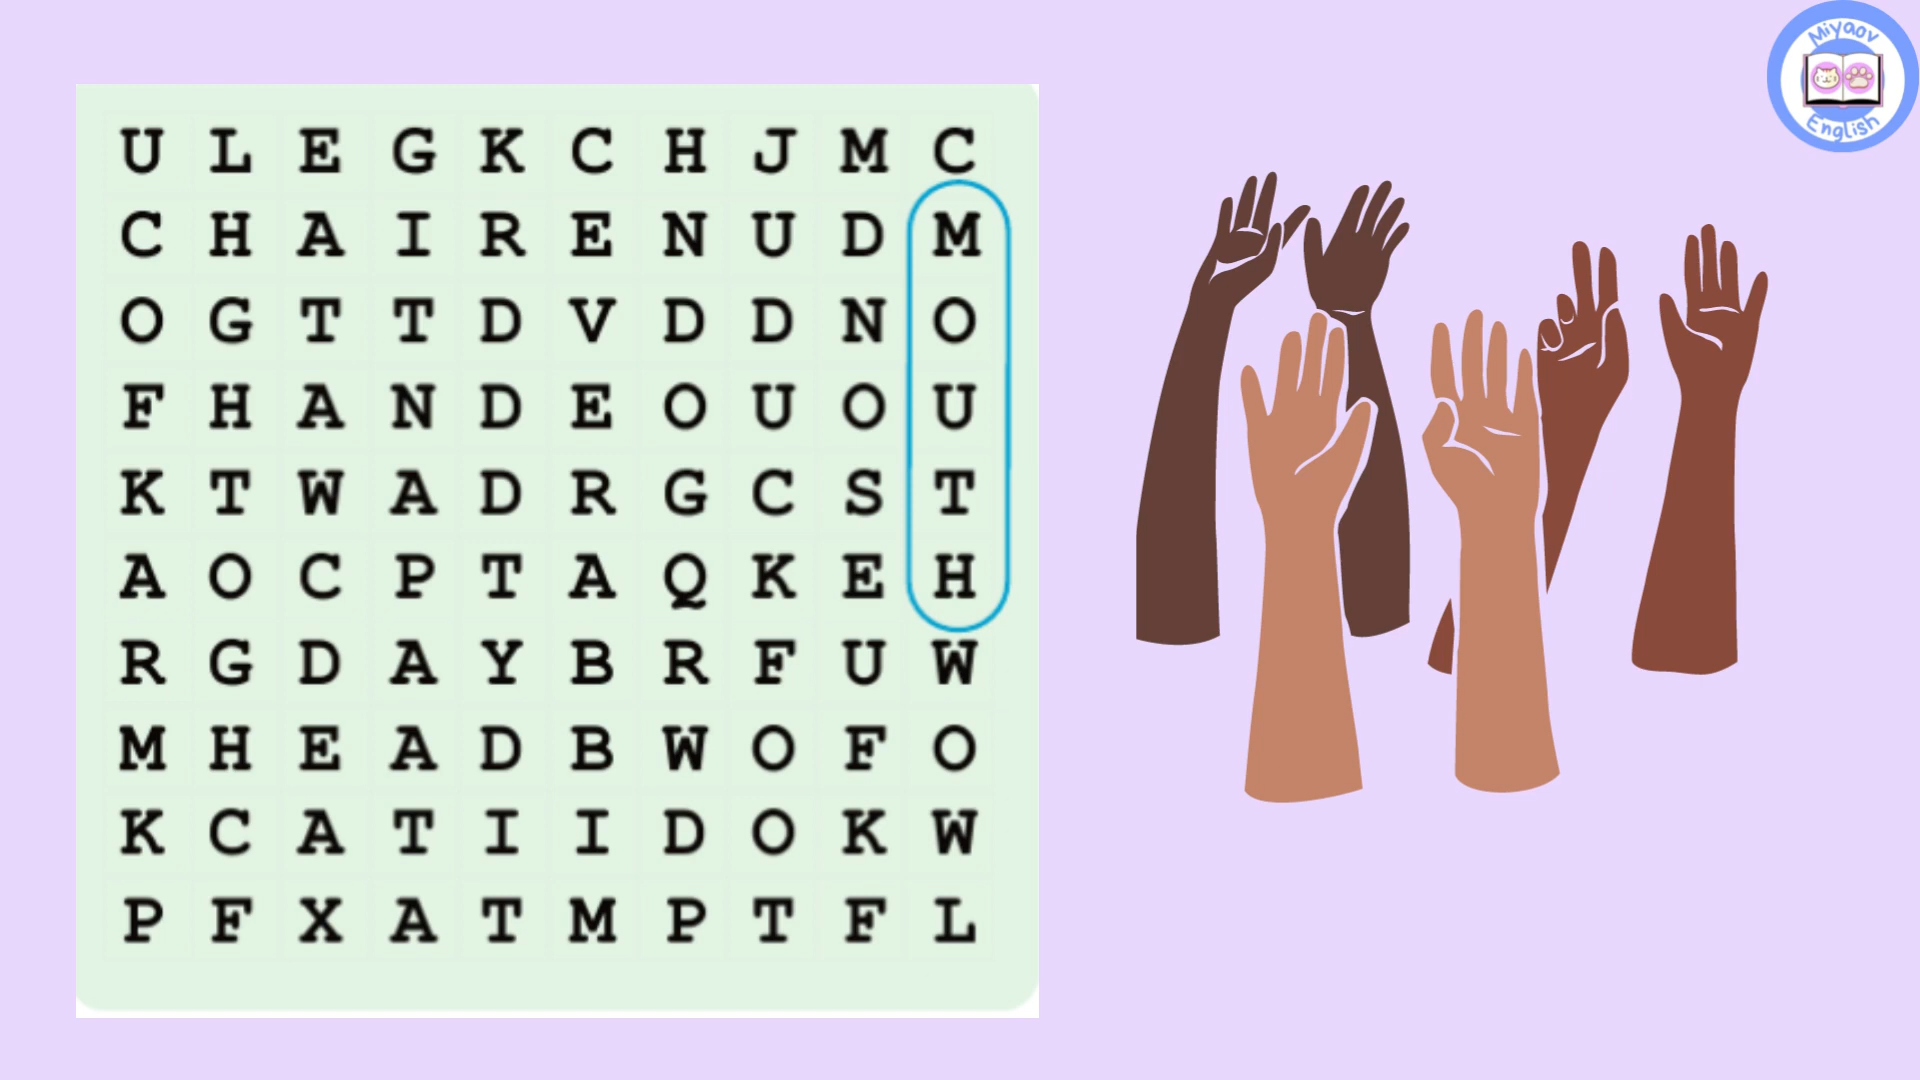 Miyaov
English
U L E G K C H J M C
C H A I R E N U D M
O G T T D V D D N O
F H A N D E O U O U
K T W A D R G C S T
A O C P T A Q K E H
R G D A Y B R F U W
M H E A D B W O F O
K C A T I I D O K W
P F X A T M P T F L